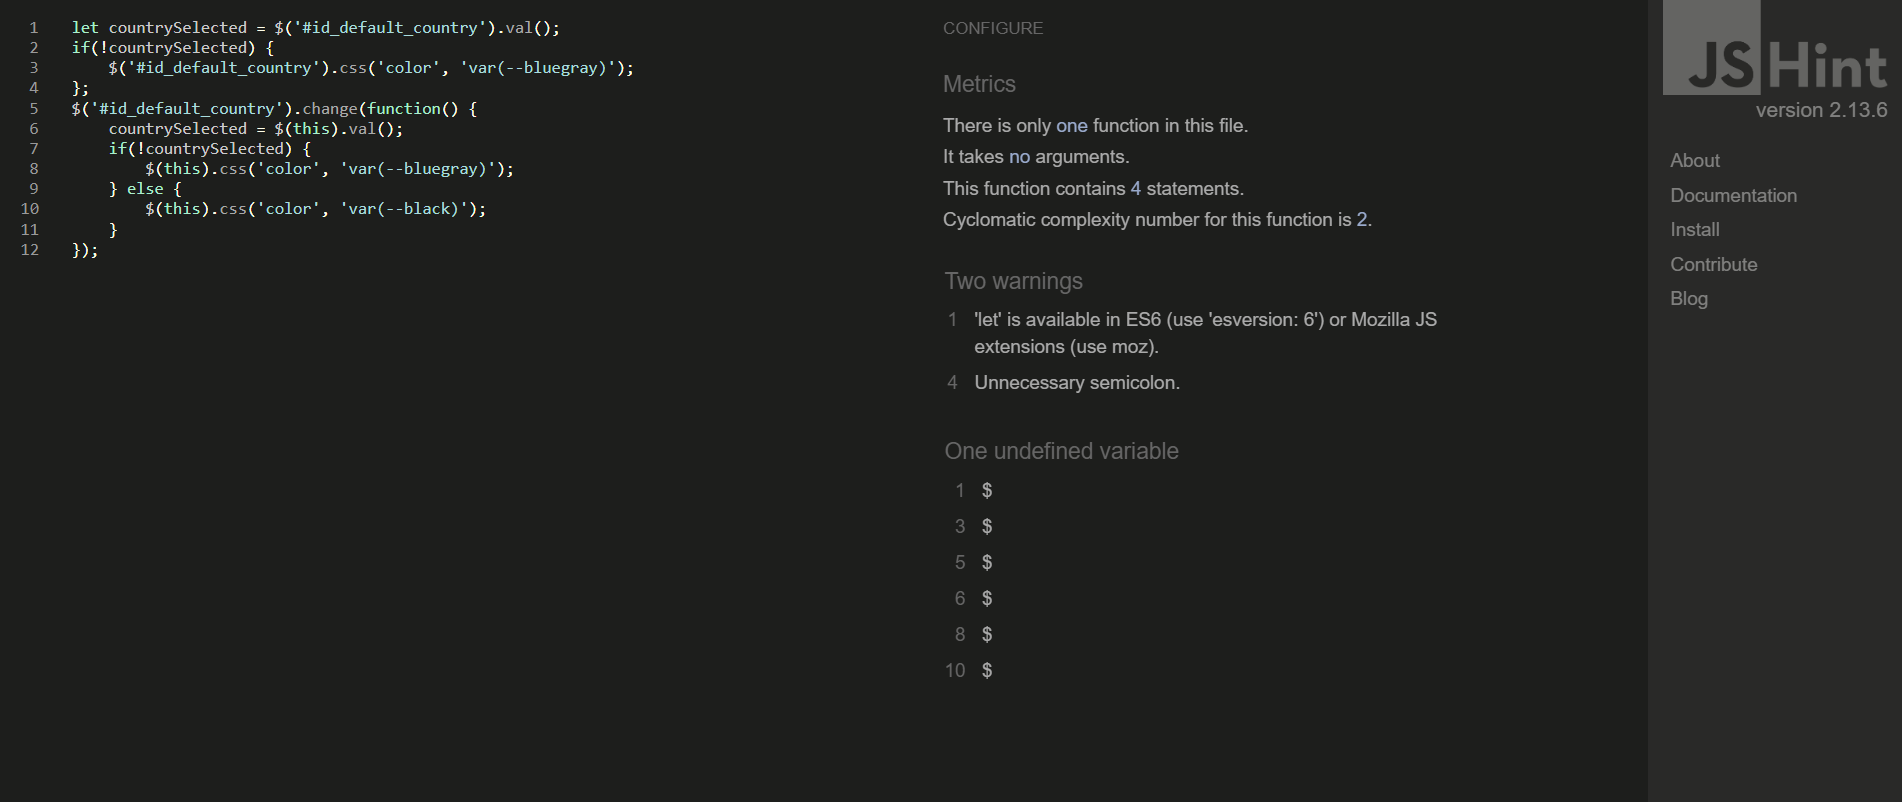 1 let countrySelected = $('#id_default_country').val();
2 if(!countrySelected) {
3     $('#id_default_country').css('color', 'var(--bluegray)');
4 };
5 $('#id_default_country').change(function() {
6     countrySelected = $(this).val();
7     if(!countrySelected) {
8         $(this).css('color', 'var(--bluegray)');
9     } else {
10         $(this).css('color', 'var(--black)');
11     }
12 });
CONFIGURE
Metrics
There is only one function in this file.
It takes no arguments.
This function contains 4 statements.
Cyclomatic complexity number for this function is 2.
Two warnings
1 'let' is available in ES6 (use 'esversion: 6') or Mozilla JS
extensions (use moz).
4 Unnecessary semicolon.
One undefined variable
1 $
3 $
5 $
6 $
8 $
10 $
JSHint
version 2.13.6
About
Documentation
Install
Contribute
Blog